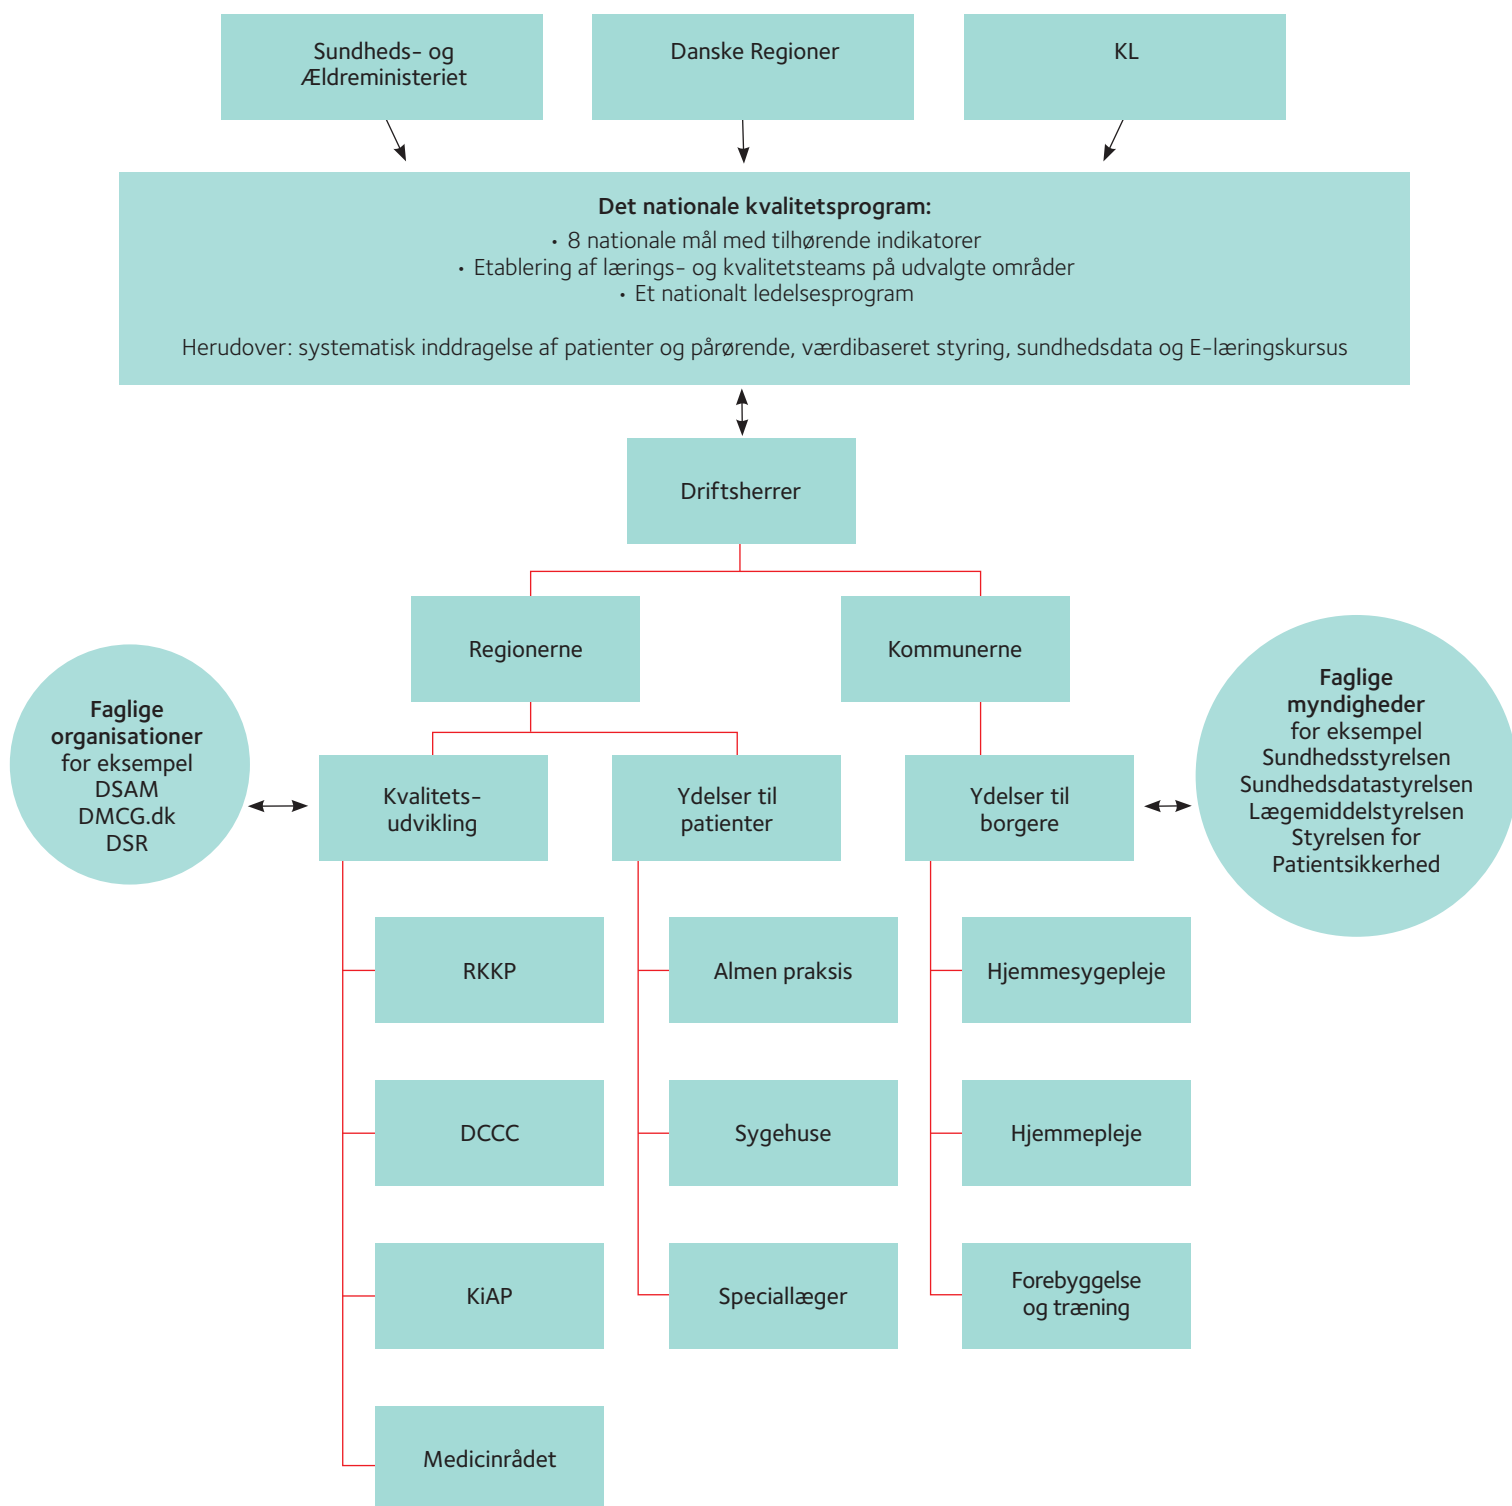 Sundheds- og
Ældreministeriet
Danske Regioner
KL
Det nationale kvalitetsprogram:
• 8 nationale mål med tilhørende indikatorer
• Etablering af lærings- og kvalitetsteams på udvalgte områder
• Et nationalt ledelsesprogram
Herudover: systematisk inddragelse af patienter og pårørende, værdibaseret styring, sundhedsdata og E-læringskursus
Driftsherrer
Regionerne
Kommunerne
Faglige
organisationer
for eksempel
DSAM
DMCG.dk
DSR
Kvalitets-
udvikling
Ydelser til
patienter
Ydelser til
borgere
Faglige
myndigheder
for eksempel
Sundhedsstyrelsen
Sundhedsdatastyrelsen
Lægemiddelstyrelsen
Styrelsen for
Patientsikkerhed
RKKP
Almen praksis
Hjemmesygepleje
DCCC
Sygehuse
Hjemmepleje
KiAP
Speciallæger
Forebyggelse
og træning
Medicinrådet